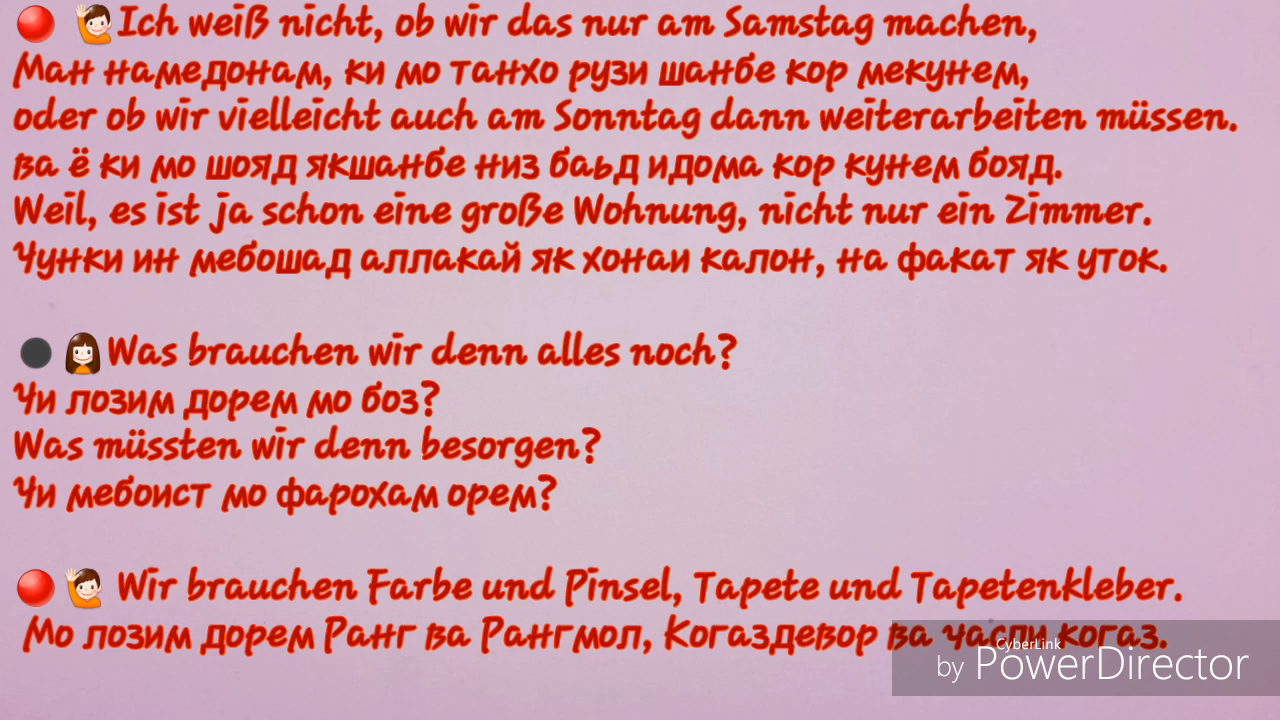 Ich weiß nicht, ob wir das nur am Samstag machen,
Ман намедонам, ки мо танхо рузи шанбе кор мекунем,
oder ob wir vielleicht auch am Sonntag dann weiterarbeiten müssen.
ва ё ки мо шояд якшанбе низ баьд идома кор кунем бояд.
Weil, es ist ja schon eine große Wohnung, nicht nur ein Zimmer.
Чунки ин мебошад аллакай як хонаи калон, на факат як уток.
Was brauchen wir denn alles noch?
Чи лозим дорем мо боз?
Was müssten wir denn besorgen?
Чи мебоист мо фарохам орем?
Wir brauchen Farbe und Pinsel, Tapete und Tapetenkleber.
Мо лозим дорем Ранг ва Рангмол, Когаздевор ва часпи когаз.
CyberLink
by PowerDirector